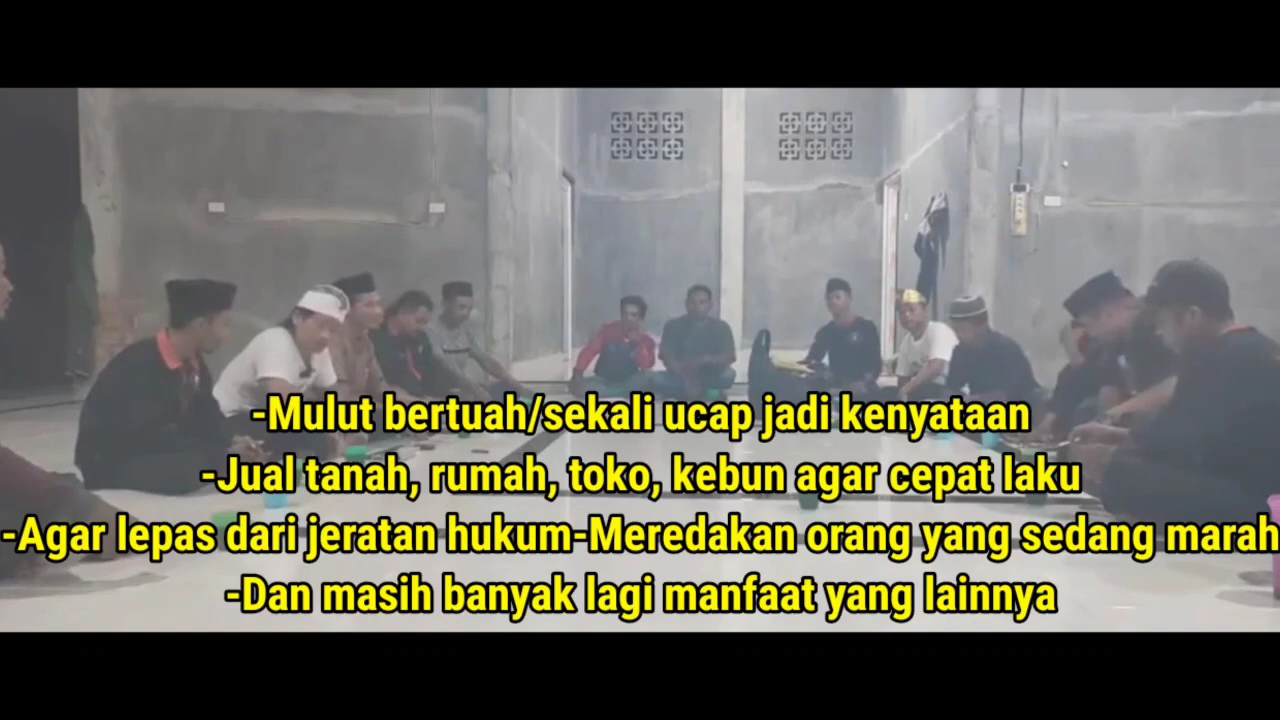 -Mulut bertuah/sekali ucap jadi kenyataan
-Jual tanah, rumah, toko, kebun agar cepat laku
-Agar lepas dari jeratan hukum-Meredakan orang yang sedang marah
-Dan masih banyak lagi manfaat yang lainnya